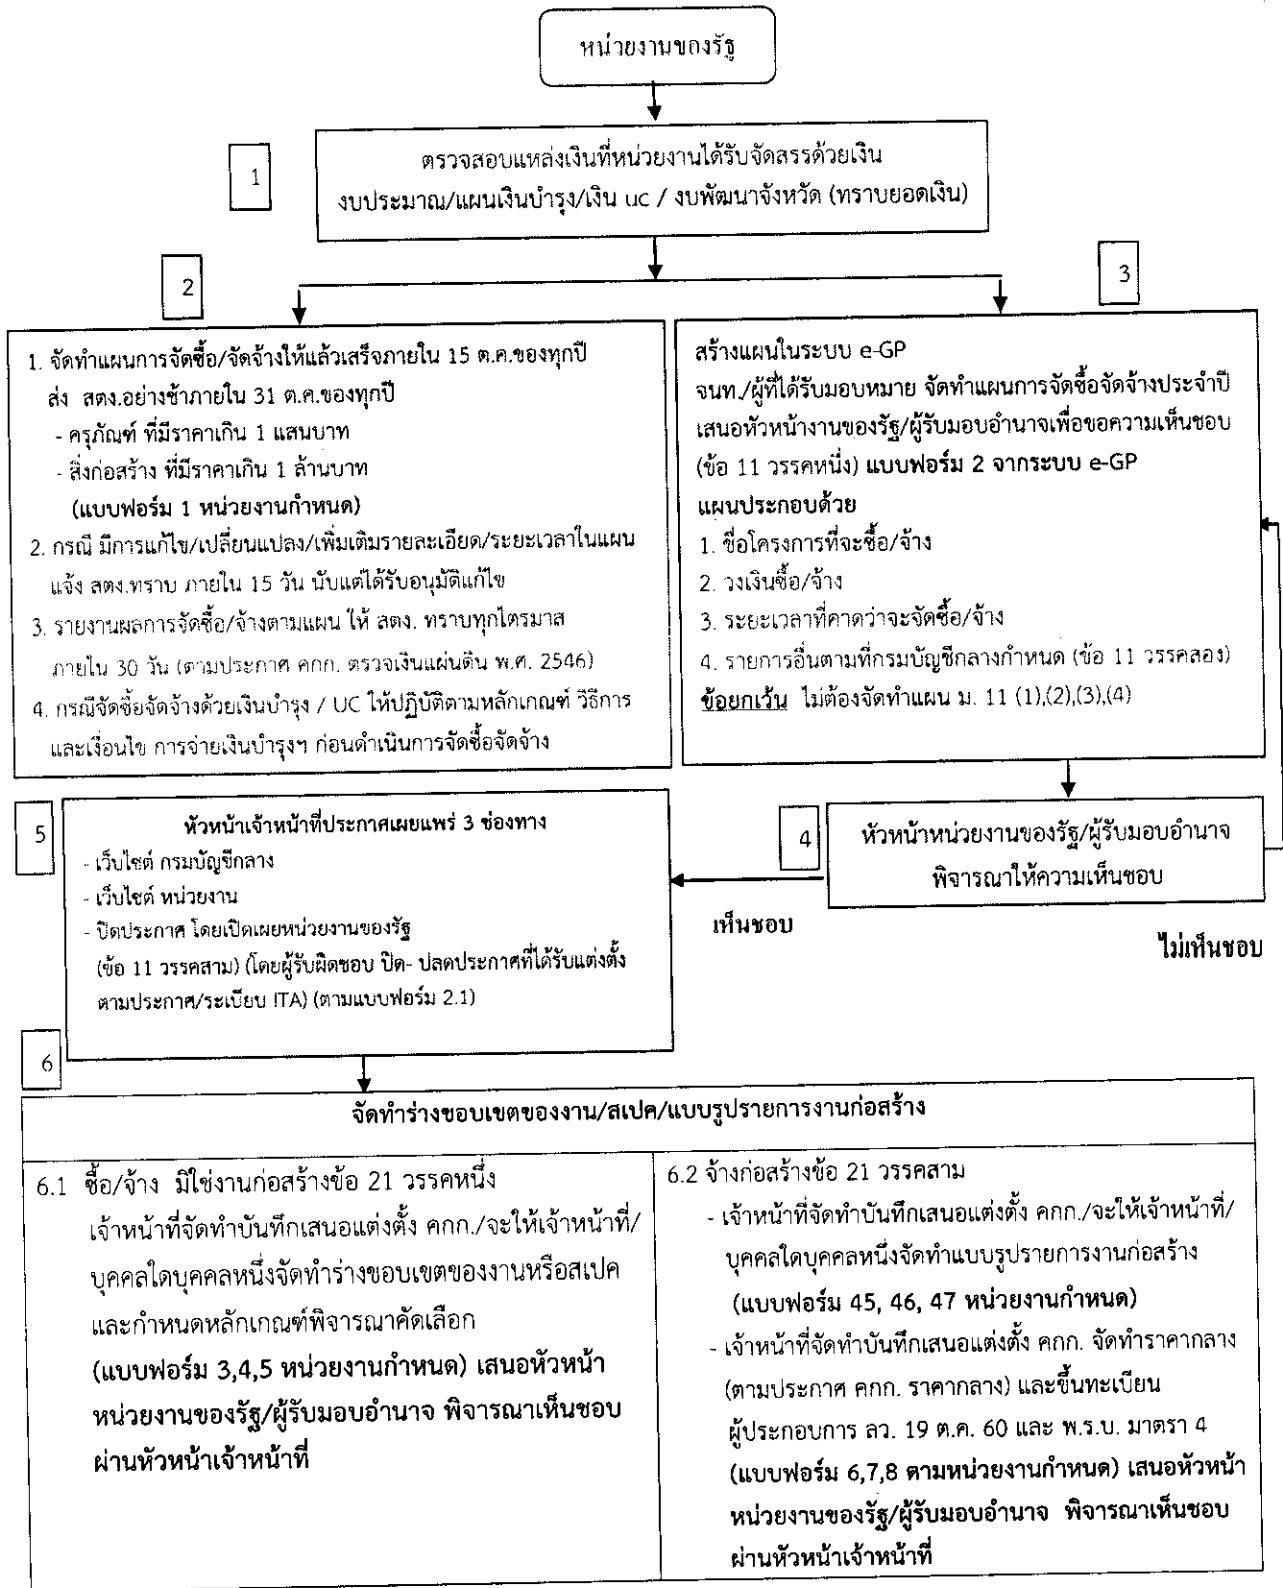 หน่วยงานของรัฐ
1
ตรวจสอบแหล่งเงินที่หน่วยงานได้รับจัดสรรด้วยเงิน
งบประมาณ/แผนเงินบำรุง/เงิน uc / งบพัฒนาจังหวัด (ทราบยอดเงิน)
2
1. จัดทำแผนการจัดซื้อ/จัดจ้างให้แล้วเสร็จภายใน 15 ต.ค.ของทุกปี
ส่ง สตง.อย่างช้าภายใน 31 ต.ค.ของทุกปี
- ครุภัณฑ์ ที่มีราคาเกิน 1 แสนบาท
- สิ่งก่อสร้าง ที่มีราคาเกิน 1 ล้านบาท
(แบบฟอร์ม 1 หน่วยงานกำหนด)
2. กรณี มีการแก้ไข/เปลี่ยนแปลง/เพิ่มเติมรายละเอียด/ระยะเวลาในแผน
แจ้ง สตง.ทราบ ภายใน 15 วัน นับแต่ได้รับอนุมัติแก้ไข
3. รายงานผลการจัดซื้อ/จ้างตามแผน ให้ สตง. ทราบทุกไตรมาส
ภายใน 30 วัน (ตามประกาศ คกก. ตรวจเงินแผ่นดิน พ.ศ. 2546)
4. กรณีจัดซื้อจัดจ้างด้วยเงินบำรุง / UC ให้ปฏิบัติตามหลักเกณฑ์ วิธีการ
และเงื่อนไข การจ่ายเงินบำรุงฯ ก่อนดำเนินการจัดซื้อจัดจ้าง
3
สร้างแผนในระบบ e-GP
จนท./ผู้ที่ได้รับมอบหมาย จัดทำแผนการจัดซื้อจัดจ้างประจำปี
เสนอหัวหน้างานของรัฐ/ผู้รับมอบอำนาจเพื่อขอความเห็นชอบ
(ข้อ 11 วรรคหนึ่ง) แบบฟอร์ม 2 จากระบบ e-GP
แผนประกอบด้วย
1. ชื่อโครงการที่จะซื้อ/จ้าง
2. วงเงินซื้อ/จ้าง
3. ระยะเวลาที่คาดว่าจะจัดซื้อ/จ้าง
4. รายการอื่นตามที่กรมบัญชีกลางกำหนด (ข้อ 11 วรรคสอง)
ข้อยกเว้น ไม่ต้องจัดทำแผน ม. 11 (1),(2),(3),(4)
4
หัวหน้าหน่วยงานของรัฐ/ผู้รับมอบอำนาจ
พิจารณาให้ความเห็นชอบ
เห็นชอบ
ไม่เห็นชอบ
5
หัวหน้าเจ้าหน้าที่ประกาศเผยแพร่ 3 ช่องทาง
- เว็บไซต์ กรมบัญชีกลาง
- เว็บไซต์ หน่วยงาน
- ปิดประกาศ โดยเปิดเผยหน่วยงานของรัฐ
(ข้อ 11 วรรคสาม) (โดยผู้รับผิดชอบ ปิด- ปลดประกาศที่ได้รับแต่งตั้ง
ตามประกาศ/ระเบียบ ITA) (ตามแบบฟอร์ม 2.1)
6
จัดทำร่างขอบเขตของงาน/สเปค/แบบรูปรายการงานก่อสร้าง
6.1 ซื้อ/จ้าง มิใช่งานก่อสร้างข้อ 21 วรรคหนึ่ง
เจ้าหน้าที่จัดทำบันทึกเสนอแต่งตั้ง คกก./จะให้เจ้าหน้าที่/
บุคคลใดบุคคลหนึ่งจัดทำร่างขอบเขตของงานหรือสเปค
และกำหนดหลักเกณฑ์พิจารณาคัดเลือก
(แบบฟอร์ม 3,4,5 หน่วยงานกำหนด) เสนอหัวหน้า
หน่วยงานของรัฐ/ผู้รับมอบอำนาจ พิจารณาเห็นชอบ
ผ่านหัวหน้าเจ้าหน้าที่
6.2 จ้างก่อสร้างข้อ 21 วรรคสาม
- เจ้าหน้าที่จัดทำบันทึกเสนอแต่งตั้ง คกก./จะให้เจ้าหน้าที่/
บุคคลใดบุคคลหนึ่งจัดทำแบบรูปรายการงานก่อสร้าง
(แบบฟอร์ม 45, 46, 47 หน่วยงานกำหนด)
- เจ้าหน้าที่จัดทำบันทึกเสนอแต่งตั้ง คกก. จัดทำราคากลาง
(ตามประกาศ คกก. ราคากลาง) และขึ้นทะเบียน
ผู้ประกอบการ ลว. 19 ต.ค. 60 และ พ.ร.บ. มาตรา 4
(แบบฟอร์ม 6,7,8 ตามหน่วยงานกำหนด) เสนอหัวหน้า
หน่วยงานของรัฐ/ผู้รับมอบอำนาจ พิจารณาเห็นชอบ
ผ่านหัวหน้าเจ้าหน้าที่